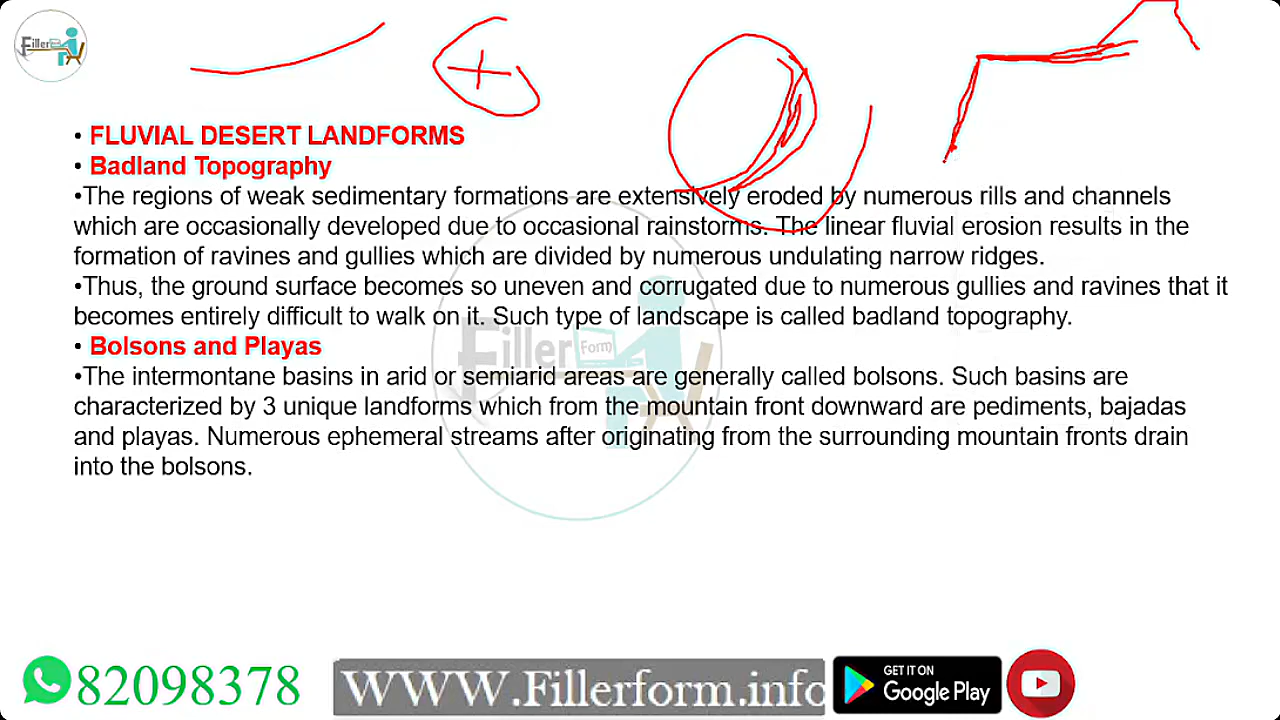 Filler
• FLUVIAL DESERT LANDFORMS
• Badland Topography
•The regions of weak sedimentary formations are extensively eroded by numerous rills and channels
which are occasionally developed due to occasional rainstorms. The linear fluvial erosion results in the
formation of ravines and gullies which are divided by numerous undulating narrow ridges.
•Thus, the ground surface becomes so uneven and corrugated due to numerous gullies and ravines that it
becomes entirely difficult to walk on it. Such type of landscape is called badland topography.
• Bolsons and Playas
Filler Form
•The intermontane basins in arid or semiarid areas are generally called bolsons. Such basins are
characterized by 3 unique landforms which from the mountain front downward are pediments, bajadas
and playas. Numerous ephemeral streams after originating from the surrounding mountain fronts drain
into the bolsons.
82098378
WWW.Fillerform.info
GET IT ON
Google Play